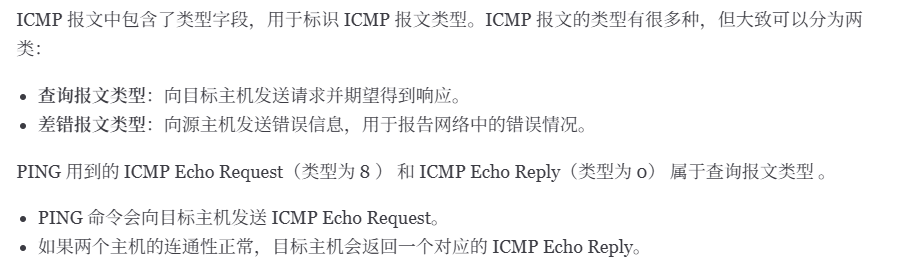 ICMP 报文中包含了类型字段，用于标识 ICMP 报文类型。ICMP 报文的类型有很多种，但大致可以分为两
类：
• 查询报文类型：向目标主机发送请求并期望得到响应。
• 差错报文类型：向源主机发送错误信息，用于报告网络中的错误情况。
PING 用到的 ICMP Echo Request（类型为 8 ） 和 ICMP Echo Reply（类型为 0） 属于查询报文类型 。
• PING 命令会向目标主机发送 ICMP Echo Request。
• 如果两个主机的连通性正常，目标主机会返回一个对应的 ICMP Echo Reply。